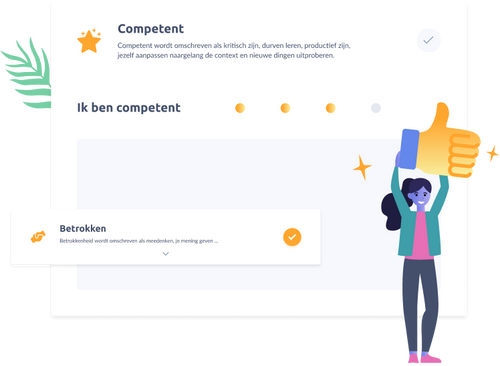 Competent
Competent wordt omschreven als kritisch zijn, durven leren, productief zijn,
jezelf aanpassen naargelang de context en nieuwe dingen uitproberen.
Ik ben competent
Betrokken
Betrokkenheid wordt omschreven als meedenken, je mening geven ...